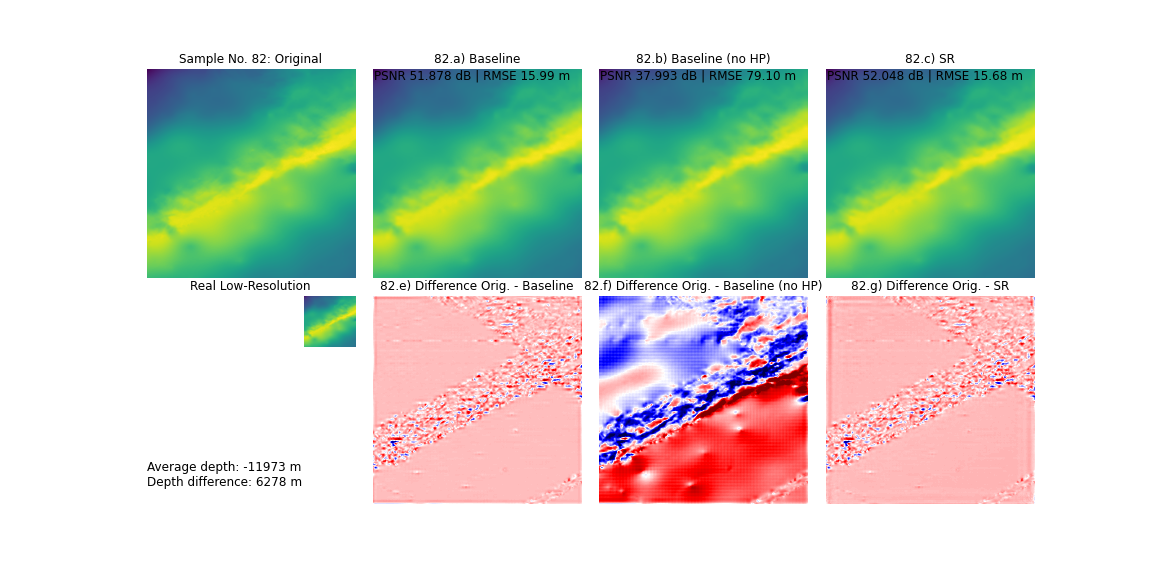 Sample No. 82: Original
82.a) Baseline
82.b) Baseline (no HP)
82.c) SR
PSNR 51.878 dB | RMSE 15.99 m
PSNR 37.993 dB | RMSE 79.10 m
PSNR 52.048 dB | RMSE 15.68 m
Real Low-Resolution
82.e) Difference Orig. - Baseline
82.f) Difference Orig. - Baseline (no HP)
82.g) Difference Orig. - SR
Average depth: -11973 m
Depth difference: 6278 m